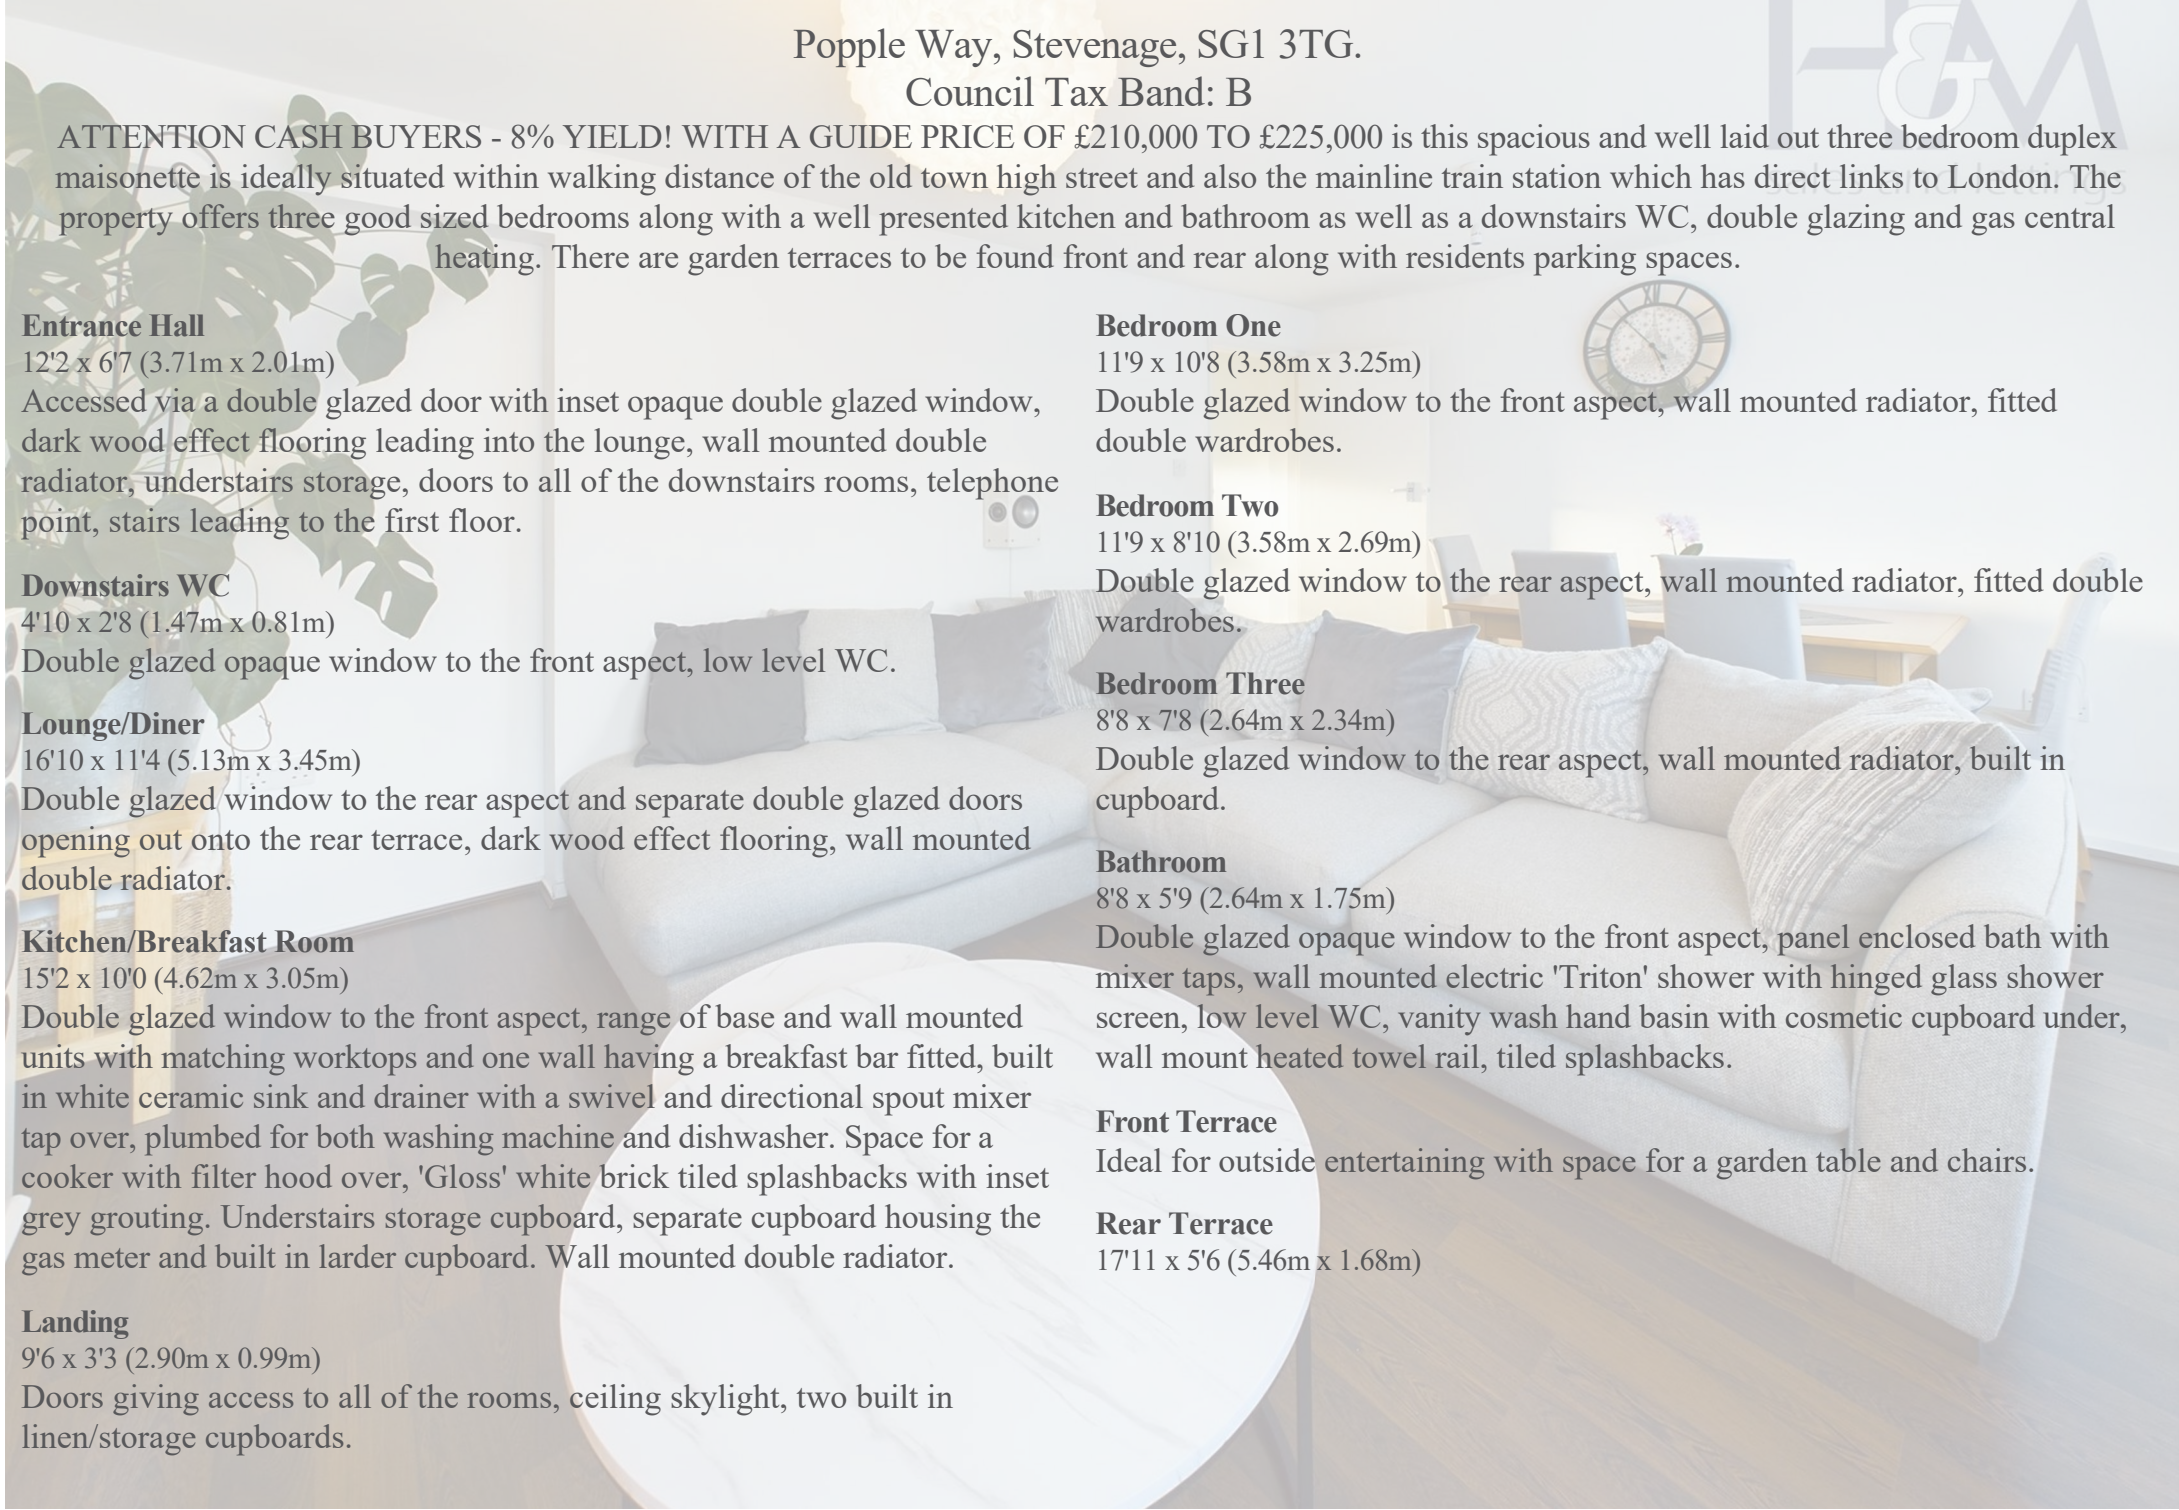 Popple Way, Stevenage, SG1 3TG.
Council Tax Band: B
ATTENTION CASH BUYERS - 8% YIELD! WITH A GUIDE PRICE OF £210,000 TO £225,000 is this spacious and well laid out three bedroom duplex
maisonette is ideally situated within walking distance of the old town high street and also the mainline train station which has direct links to London. The
property offers three good sized bedrooms along with a well presented kitchen and bathroom as well as a downstairs WC, double glazing and gas central
heating. There are garden terraces to be found front and rear along with residents parking spaces.
H&M
sales and lettings
Entrance Hall
12'2 x 6'7 (3.71m x 2.01m)
Accessed via a double glazed door with inset opaque double glazed window,
dark wood effect flooring leading into the lounge, wall mounted double
radiator, understairs storage, doors to all of the downstairs rooms, telephone
point, stairs leading to the first floor.
Downstairs WC
4'10 x 2'8 (1.47m x 0.81m)
Double glazed opaque window to the front aspect, low level WC.
Lounge/Diner
16'10 x 11'4 (5.13m x 3.45m)
Double glazed window to the rear aspect and separate double glazed doors
opening out onto the rear terrace, dark wood effect flooring, wall mounted
double radiator.
Kitchen/Breakfast Room
15'2 x 10'0 (4.62m x 3.05m)
Double glazed window to the front aspect, range of base and wall mounted
units with matching worktops and one wall having a breakfast bar fitted, built
in white ceramic sink and drainer with a swivel and directional spout mixer
tap over, plumbed for both washing machine and dishwasher. Space for a
cooker with filter hood over, 'Gloss' white brick tiled splashbacks with inset
grey grouting. Understairs storage cupboard, separate cupboard housing the
gas meter and built in larder cupboard. Wall mounted double radiator.
Landing
9'6 x 3'3 (2.90m x 0.99m)
Doors giving access to all of the rooms, ceiling skylight, two built in
linen/storage cupboards.
Bedroom One
11'9 x 10'8 (3.58m x 3.25m)
Double glazed window to the front aspect, wall mounted radiator, fitted
double wardrobes.
Bedroom Two
11'9 x 8'10 (3.58m x 2.69m)
Double glazed window to the rear aspect, wall mounted radiator, fitted double
wardrobes.
Bedroom Three
8'8 x 7'8 (2.64m x 2.34m)
Double glazed window to the rear aspect, wall mounted radiator, built in
cupboard.
Bathroom
8'8 x 5'9 (2.64m x 1.75m)
Double glazed opaque window to the front aspect, panel enclosed bath with
mixer taps, wall mounted electric 'Triton' shower with hinged glass shower
screen, low level WC, vanity wash hand basin with cosmetic cupboard under,
wall mount heated towel rail, tiled splashbacks.
Front Terrace
Ideal for outside entertaining with space for a garden table and chairs.
Rear Terrace
17'11 x 5'6 (5.46m x 1.68m)